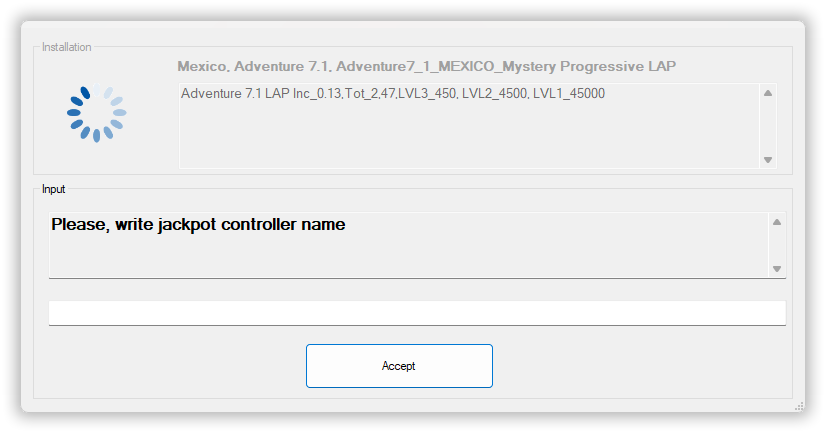 Installation
Mexico, Adventure 7.1, Adventure7_1_MEXICO_Mystery Progressive LAP
Adventure 7.1 LAP Inc_0.13,Tot_2,47,LVL3_450, LVL2_4500, LVL1_45000
Input
Please, write jackpot controller name
Accept